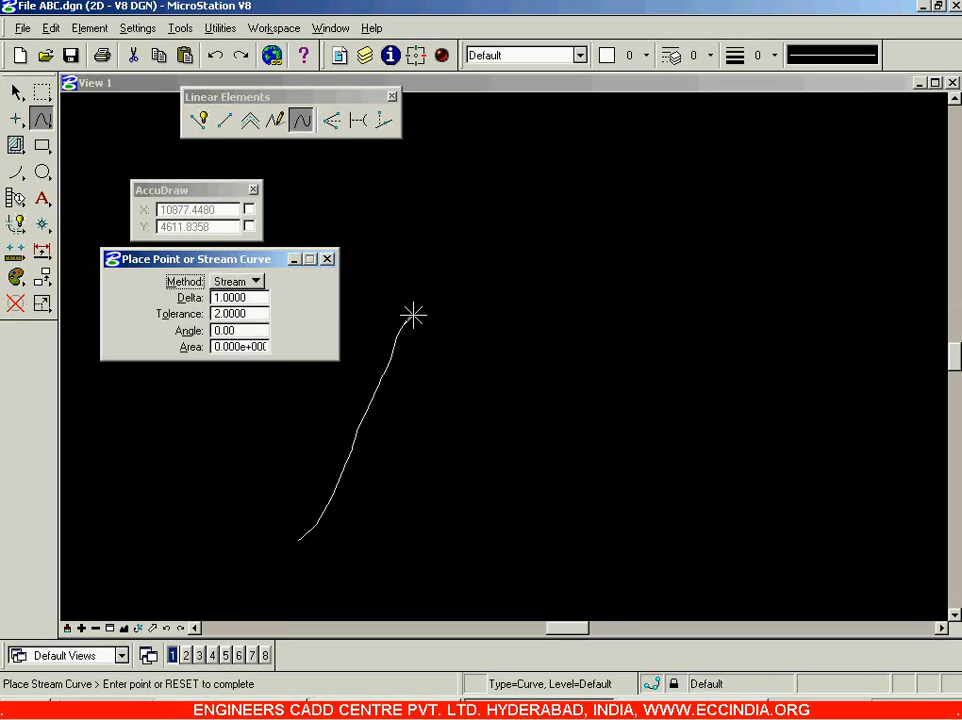 File ABC.dgn (2D - V8 DGN) - MicroStation V8
File Edit Element Settings Tools Utilities Workspace Window Help
Default 0 0 0
View 1
Linear Elements
AccuDraw
X: 10877.4480
Y: 4611.8358
Place Point or Stream Curve
Method: Stream
Delta: 1.0000
Tolerance: 2.0000
Angle: 0.00
Area: 0.000e+000
Default Views 1 2 3 4 5 6 7 8
Place Stream Curve > Enter point or RESET to complete Type=Curve, Level=Default Default
ENGINEERS CADD CENTRE PVT. LTD. HYDERABAD, INDIA, WWW.ECCINDIA.ORG